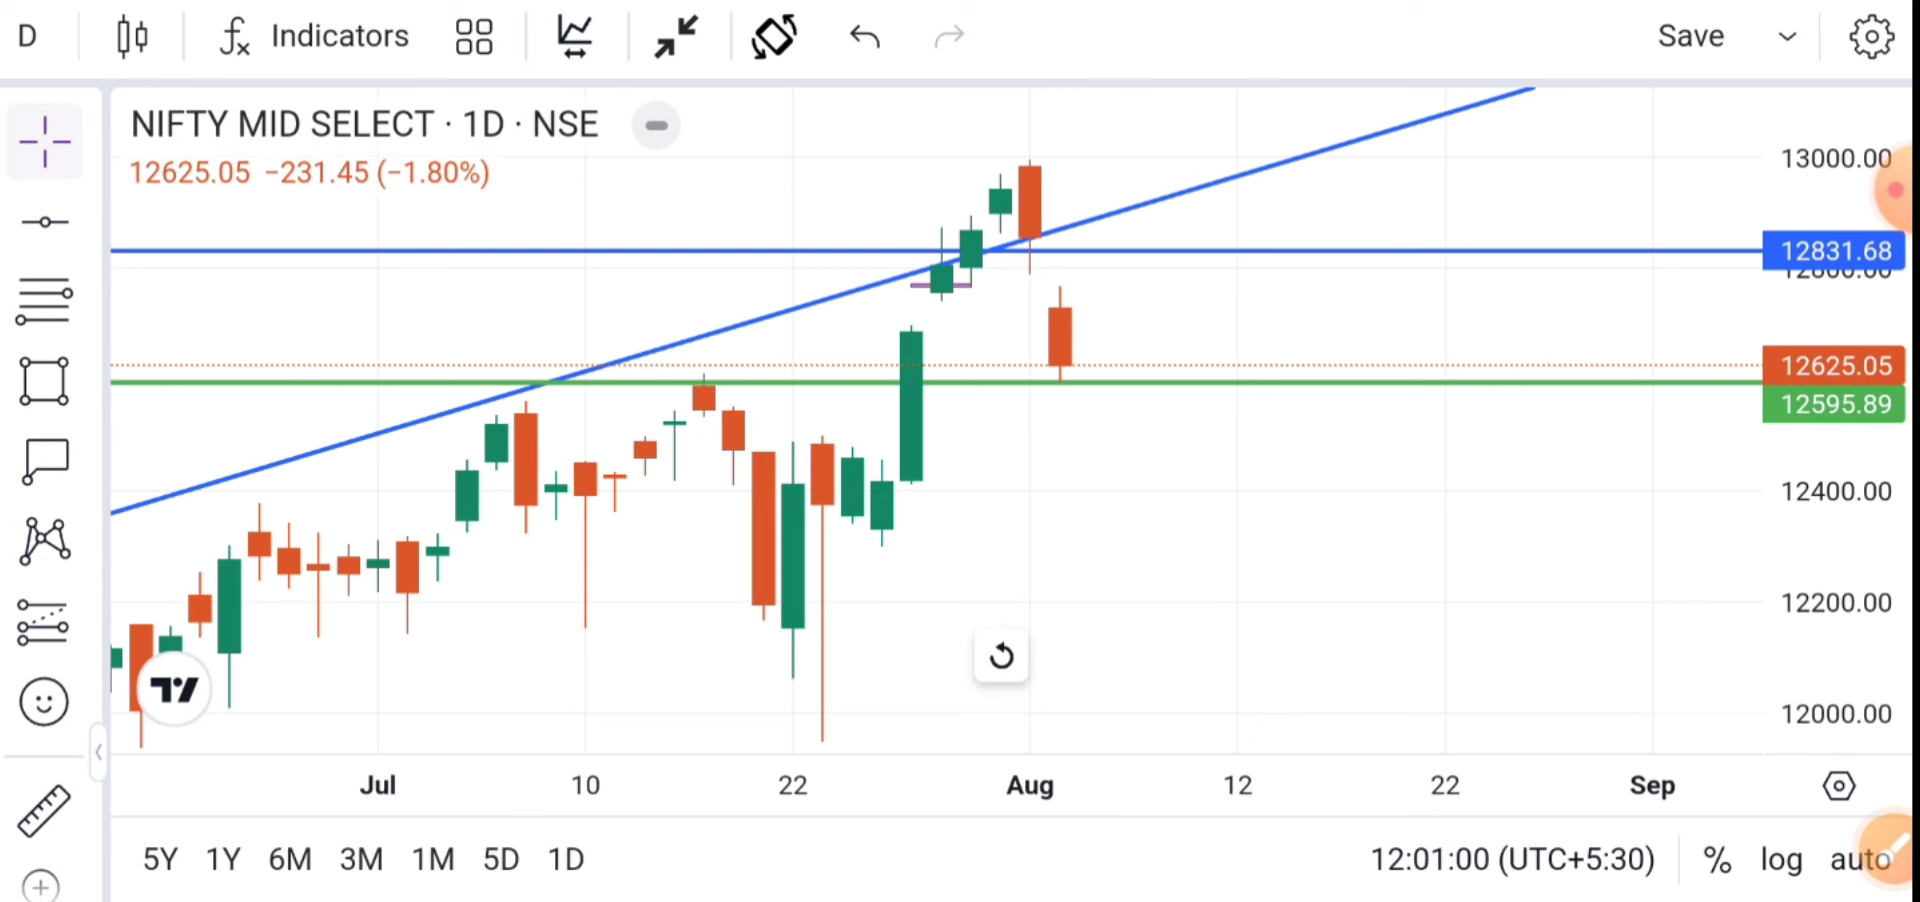 D Indicators Save
NIFTY MID SELECT · 1D · NSE
12625.05 −231.45 (−1.80%)
13000.00
12831.68
12800.00
12625.05
12595.89
12400.00
12200.00
12000.00
Jul 10 22 Aug 12 22 Sep
5Y 1Y 6M 3M 1M 5D 1D 12:01:00 (UTC+5:30) % log auto